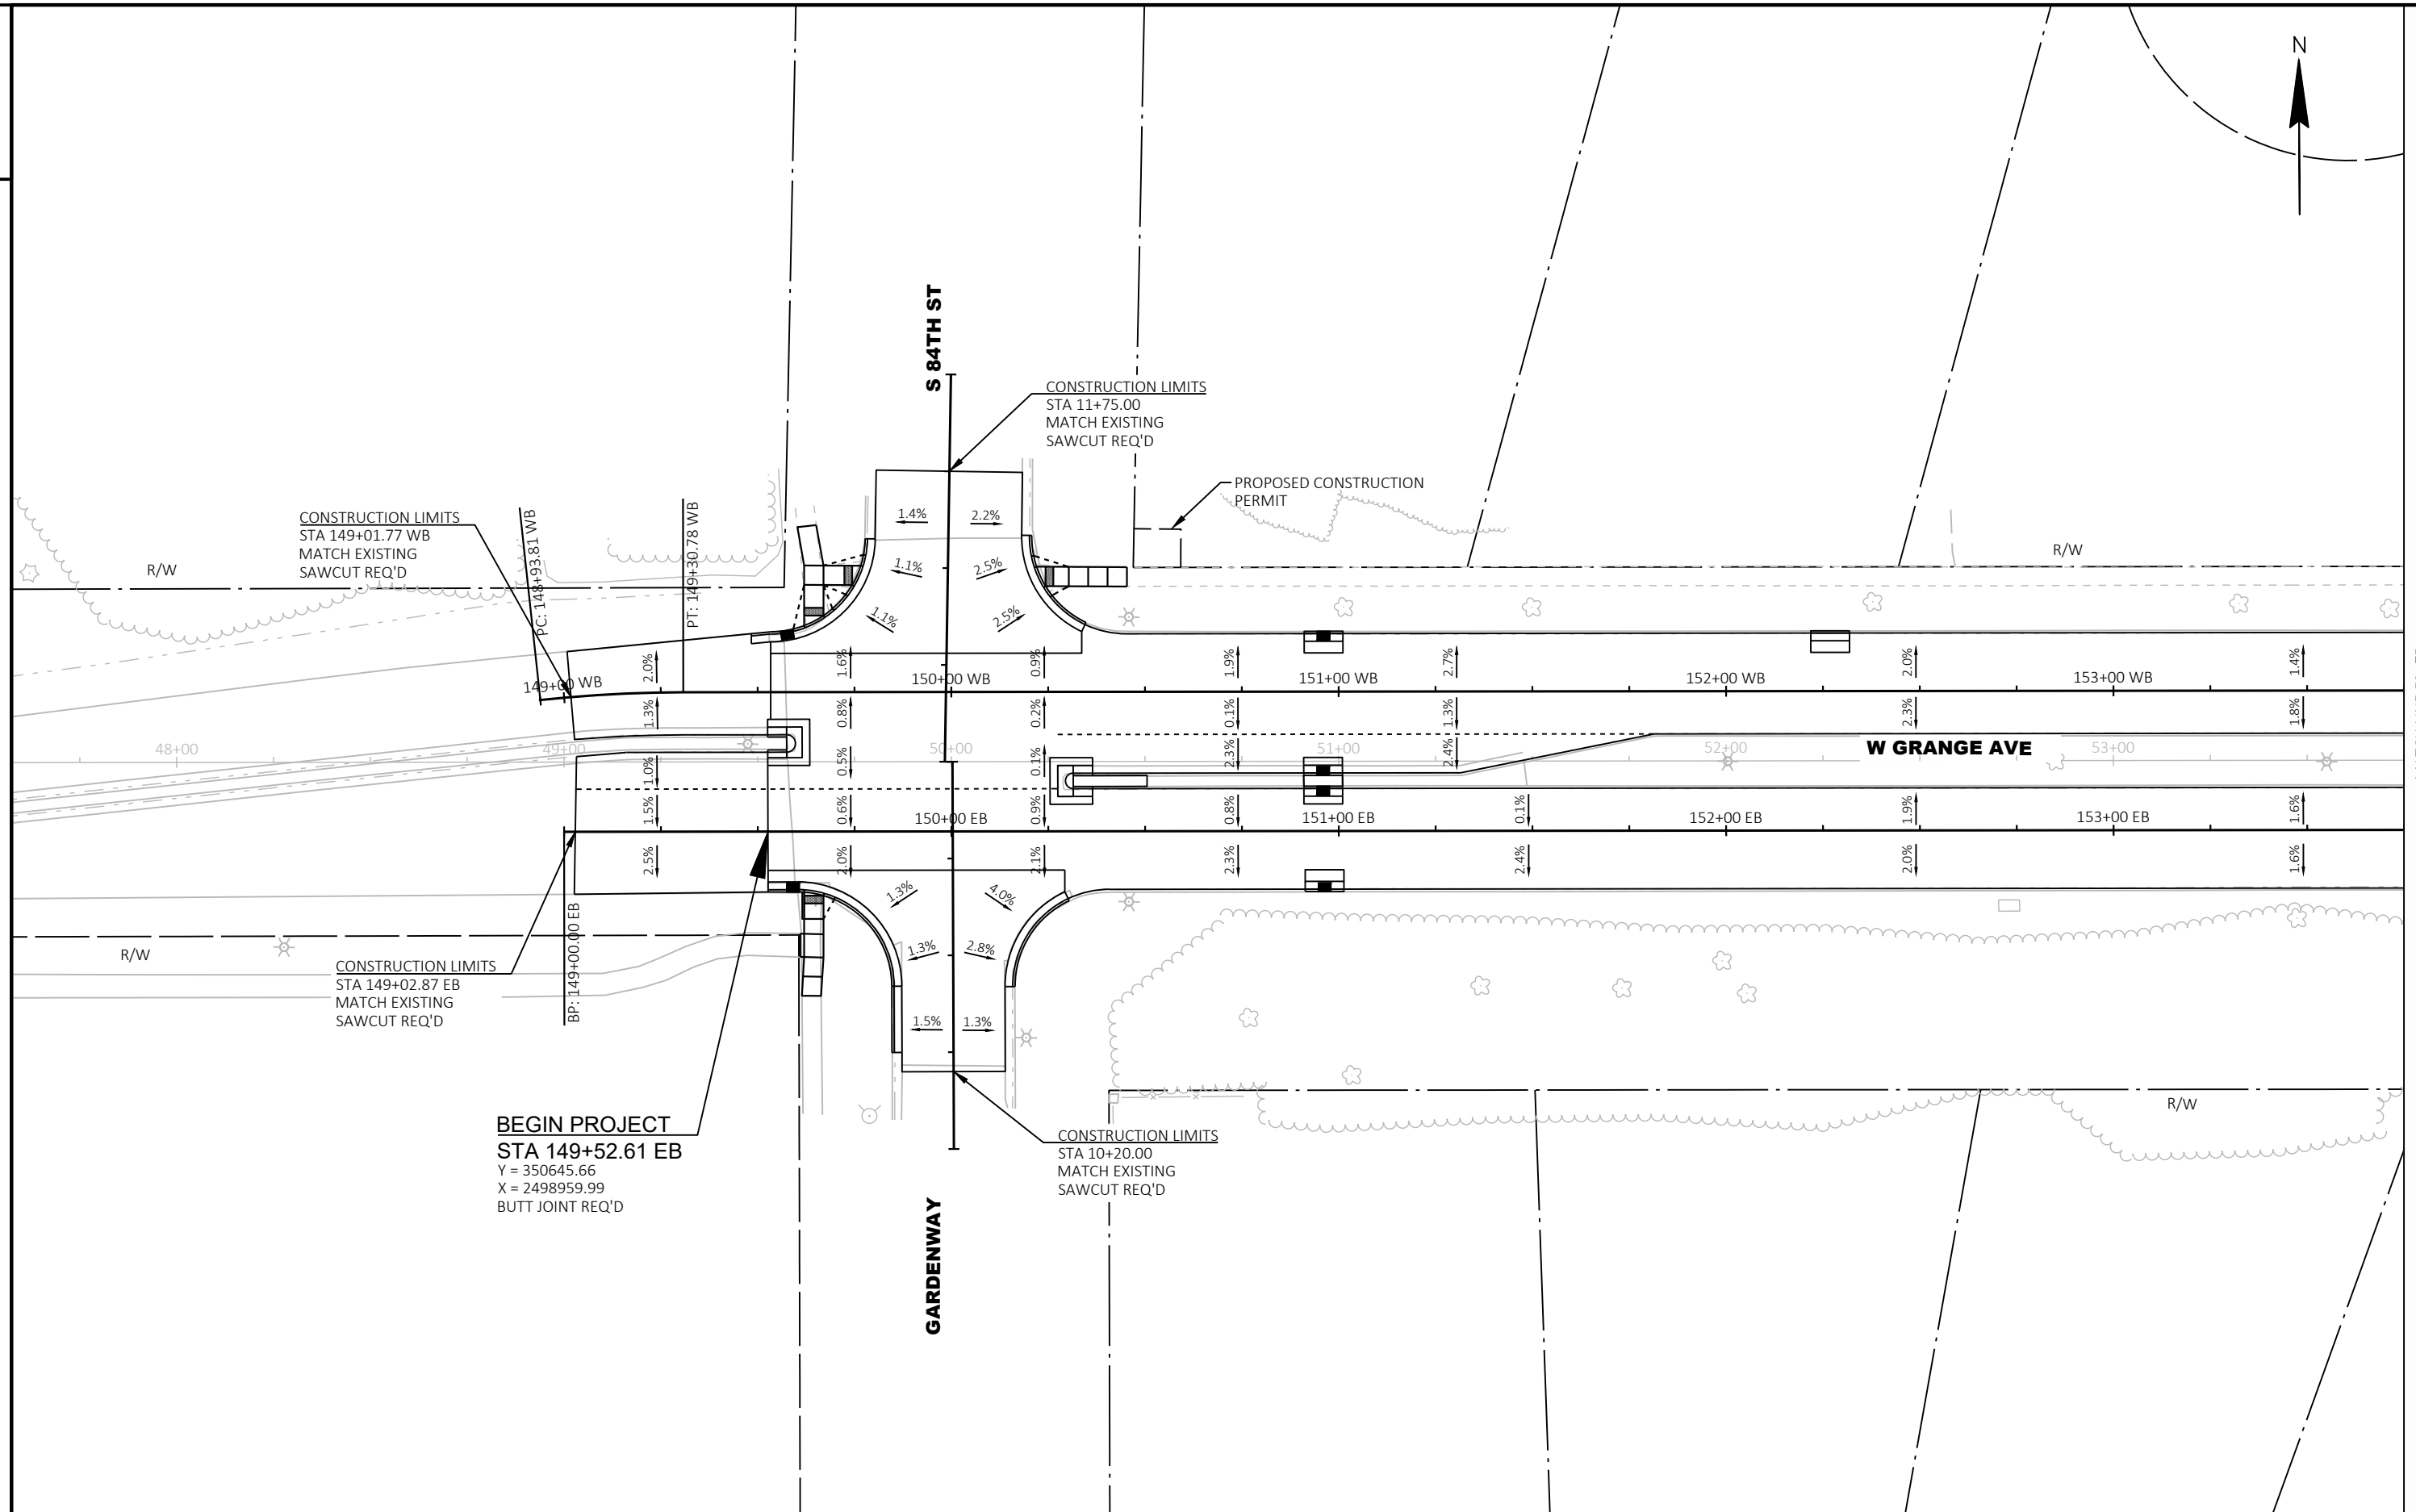 N
S 84TH ST
CONSTRUCTION LIMITS
STA 11+75.00
MATCH EXISTING
SAWCUT REQ'D
PROPOSED CONSTRUCTION
PERMIT
CONSTRUCTION LIMITS
STA 149+01.77 WB
MATCH EXISTING
SAWCUT REQ'D
PC: 148+93.81 WB
PT: 149+30.78 WB
R/W
R/W
1.4%
2.2%
1.1%
2.5%
1.1%
2.5%
2.0%
1.6%
0.9%
1.9%
2.7%
2.0%
1.4%
149+00 WB
150+00 WB
151+00 WB
152+00 WB
153+00 WB
1.3%
0.8%
0.2%
0.1%
1.3%
2.3%
1.8%
48+00
49+00
50+00
51+00
52+00
W GRANGE AVE
53+00
1.0%
0.5%
0.1%
2.3%
2.4%
1.5%
0.6%
0.9%
0.8%
0.1%
1.9%
1.6%
150+00 EB
151+00 EB
152+00 EB
153+00 EB
2.5%
2.0%
2.1%
2.3%
2.4%
2.0%
1.6%
1.3%
4.0%
1.3%
2.8%
1.5%
1.3%
R/W
BP: 149+00.00 EB
CONSTRUCTION LIMITS
STA 149+02.87 EB
MATCH EXISTING
SAWCUT REQ'D
BEGIN PROJECT
STA 149+52.61 EB
Y = 350645.66
X = 2498959.99
BUTT JOINT REQ'D
CONSTRUCTION LIMITS
STA 10+20.00
MATCH EXISTING
SAWCUT REQ'D
R/W
GARDENWAY